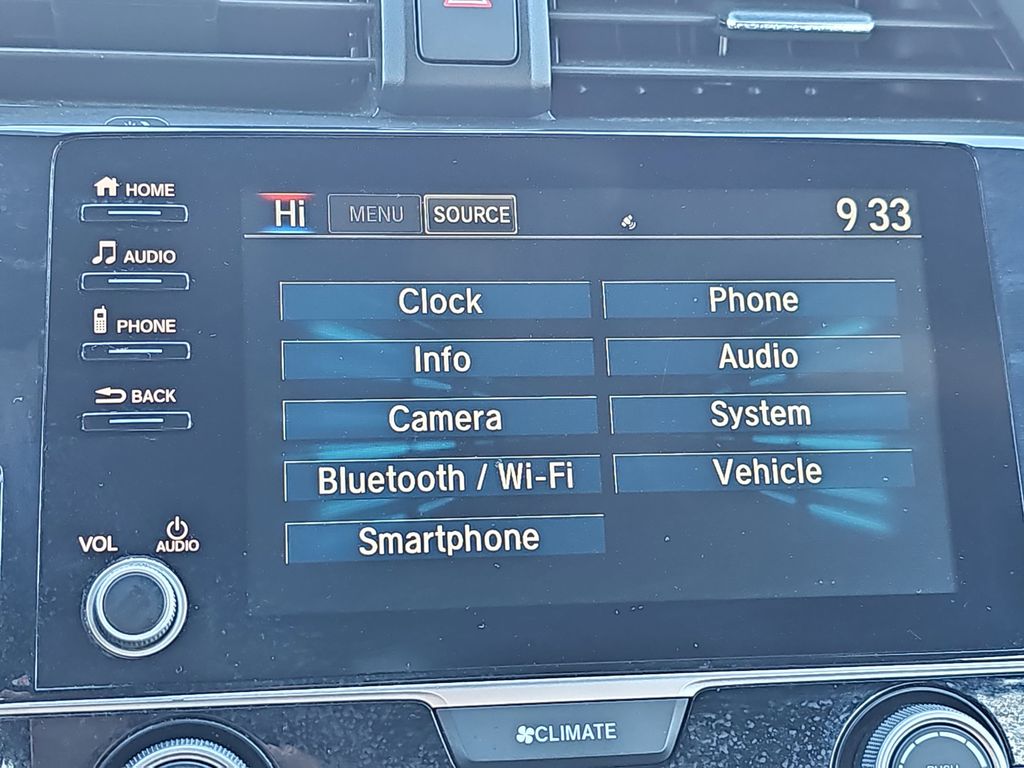 HOME
Hi MENU SOURCE 9 33
AUDIO
Clock Phone
PHONE
Info Audio
BACK
Camera System
Bluetooth / Wi-Fi Vehicle
Smartphone
VOL AUDIO
CLIMATE
PUSH